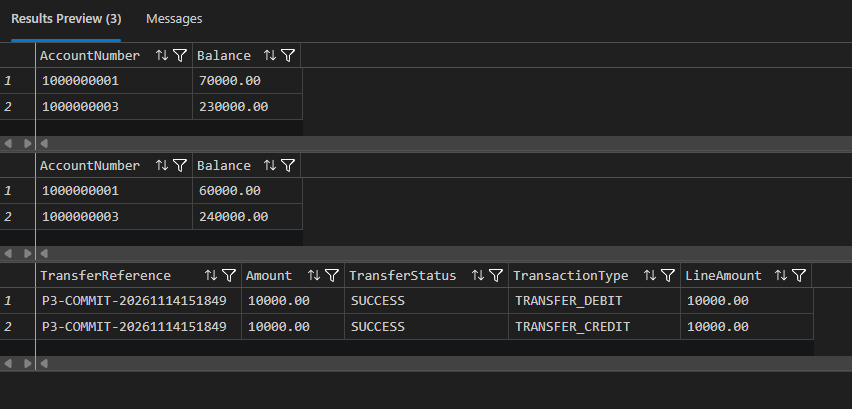 Results Preview (3) Messages
AccountNumber Balance
1 1000000001 70000.00
2 1000000003 230000.00
AccountNumber Balance
1 1000000001 60000.00
2 1000000003 240000.00
TransferReference Amount TransferStatus TransactionType LineAmount
1 P3-COMMIT-20261114151849 10000.00 SUCCESS TRANSFER_DEBIT 10000.00
2 P3-COMMIT-20261114151849 10000.00 SUCCESS TRANSFER_CREDIT 10000.00